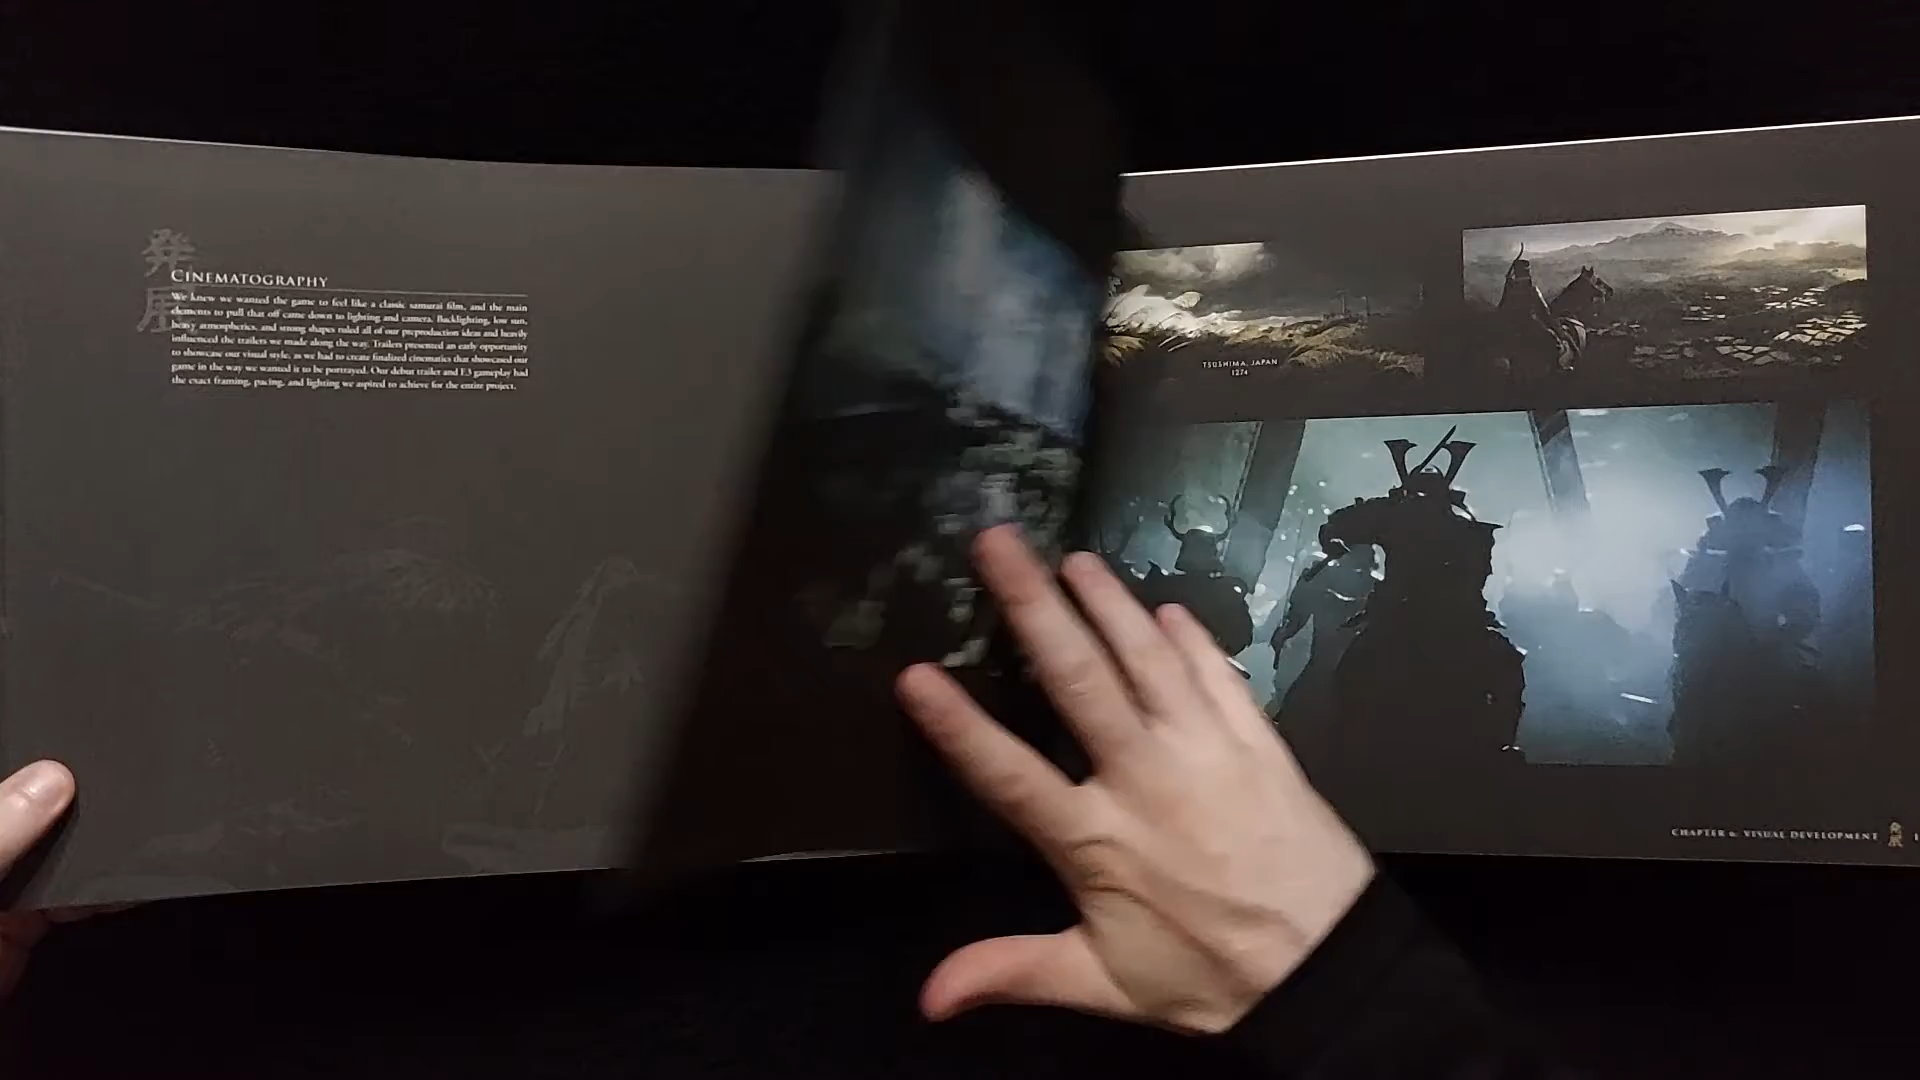 発展
CINEMATOGRAPHY
We knew we wanted the game to feel like a classic samurai film, and the main
elements to pull that off came down to lighting and camera. Backlighting, low sun,
heavy atmospherics, and strong shapes ruled all of our preproduction ideas and heavily
influenced the trailers we made along the way. Trailers presented an early opportunity
to showcase our visual style, as we had to create finalized cinematics that showcased our
game in the way we wanted it to be portrayed. Our debut trailer and E3 gameplay had
the exact framing, pacing, and lighting we aspired to achieve for the entire project.
TSUSHIMA, JAPAN
1274
CHAPTER 6: VISUAL DEVELOPMENT